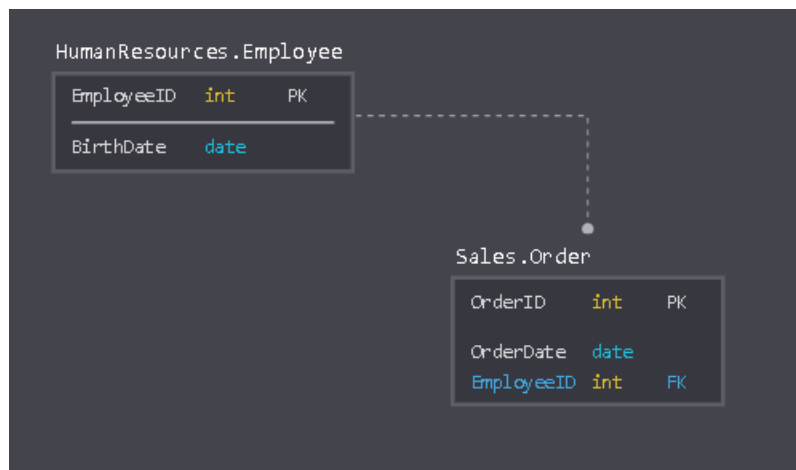 HumanResources.Employee
EmployeeID int PK
BirthDate date
Sales.Order
OrderID int PK
OrderDate date
EmployeeID int FK